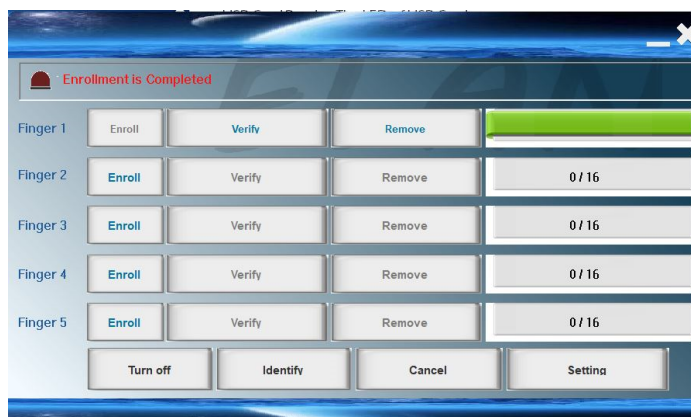 Enrollment is Completed
Finger 1 Enroll Verify Remove
Finger 2 Enroll Verify Remove 0 / 16
Finger 3 Enroll Verify Remove 0 / 16
Finger 4 Enroll Verify Remove 0 / 16
Finger 5 Enroll Verify Remove 0 / 16
Turn off Identify Cancel Setting